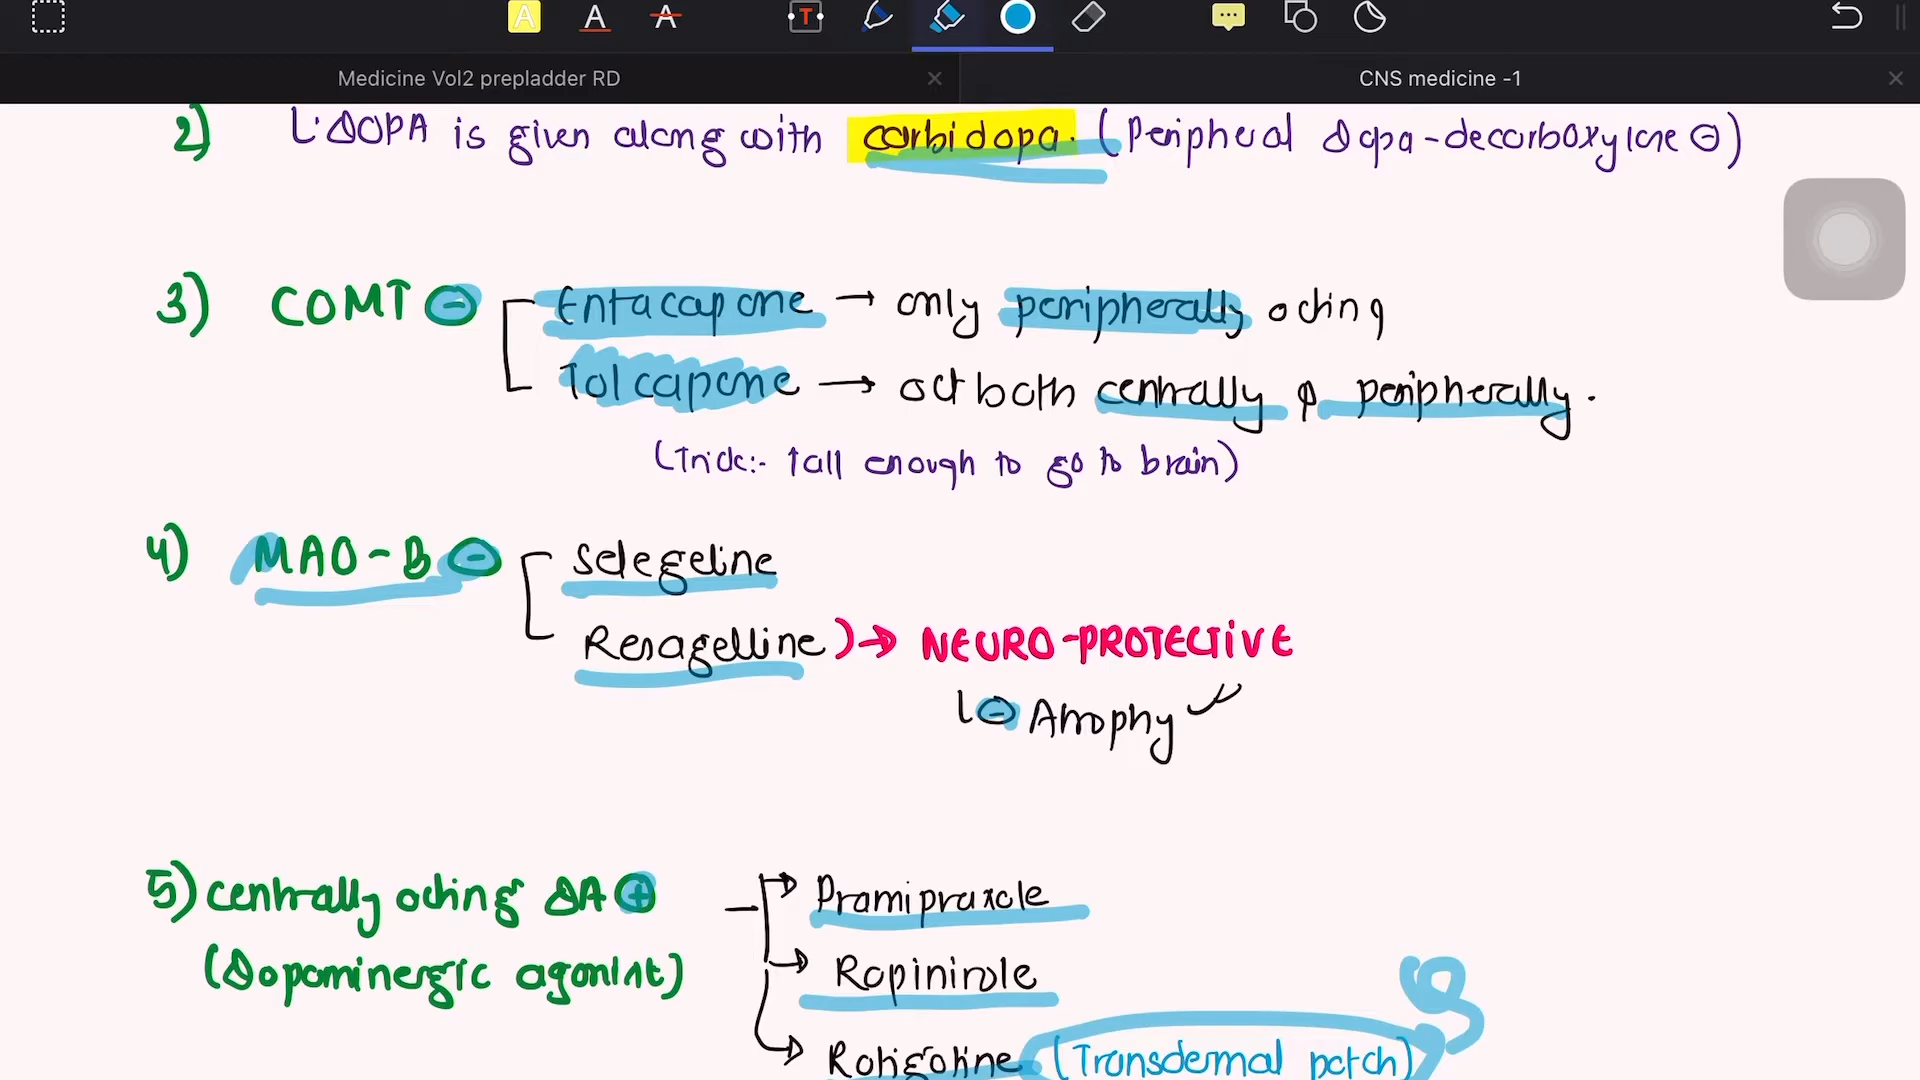 A A A T
Medicine Vol2 prepladder RD × CNS medicine -1 ×
2) L·DOPA is given along with carbidopa. (Peripheral Dopa-decarboxylase ⊖)
3) COMT ⊖ Entacapone → only peripherally acting
Tolcapone → act both centrally & peripherally.
(Trick:- tall enough to go to brain)
4) MAO-B ⊖ Selegeline
Rasagelline) → NEURO-PROTECTIVE
⊖ Atrophy
5) centrally acting DA ⊕ → Pramipraxole
(Dopaminergic agonist) → Ropinirole
→ Rotigotine (Transdermal patch)